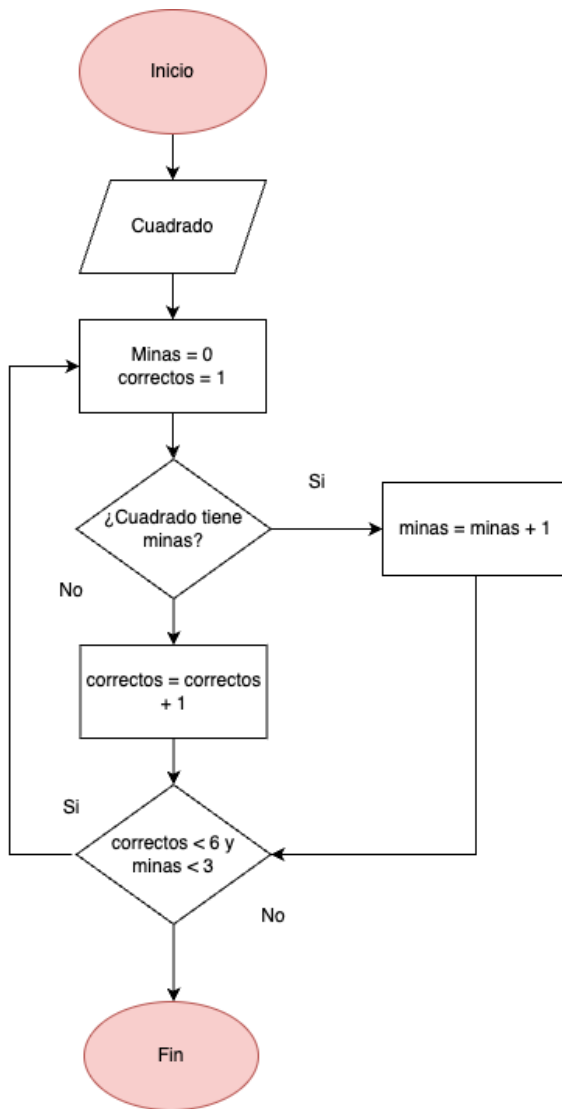 Inicio
Cuadrado
Minas = 0
correctos = 1
¿Cuadrado tiene
minas?
Si
minas = minas + 1
No
correctos = correctos
+ 1
Si
correctos < 6 y
minas < 3
No
Fin